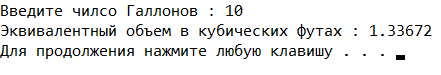 Введите чилсо Галлонов : 10
Эквивалентный объем в кубических футах : 1.33672
Для продолжения нажмите любую клавишу . . .